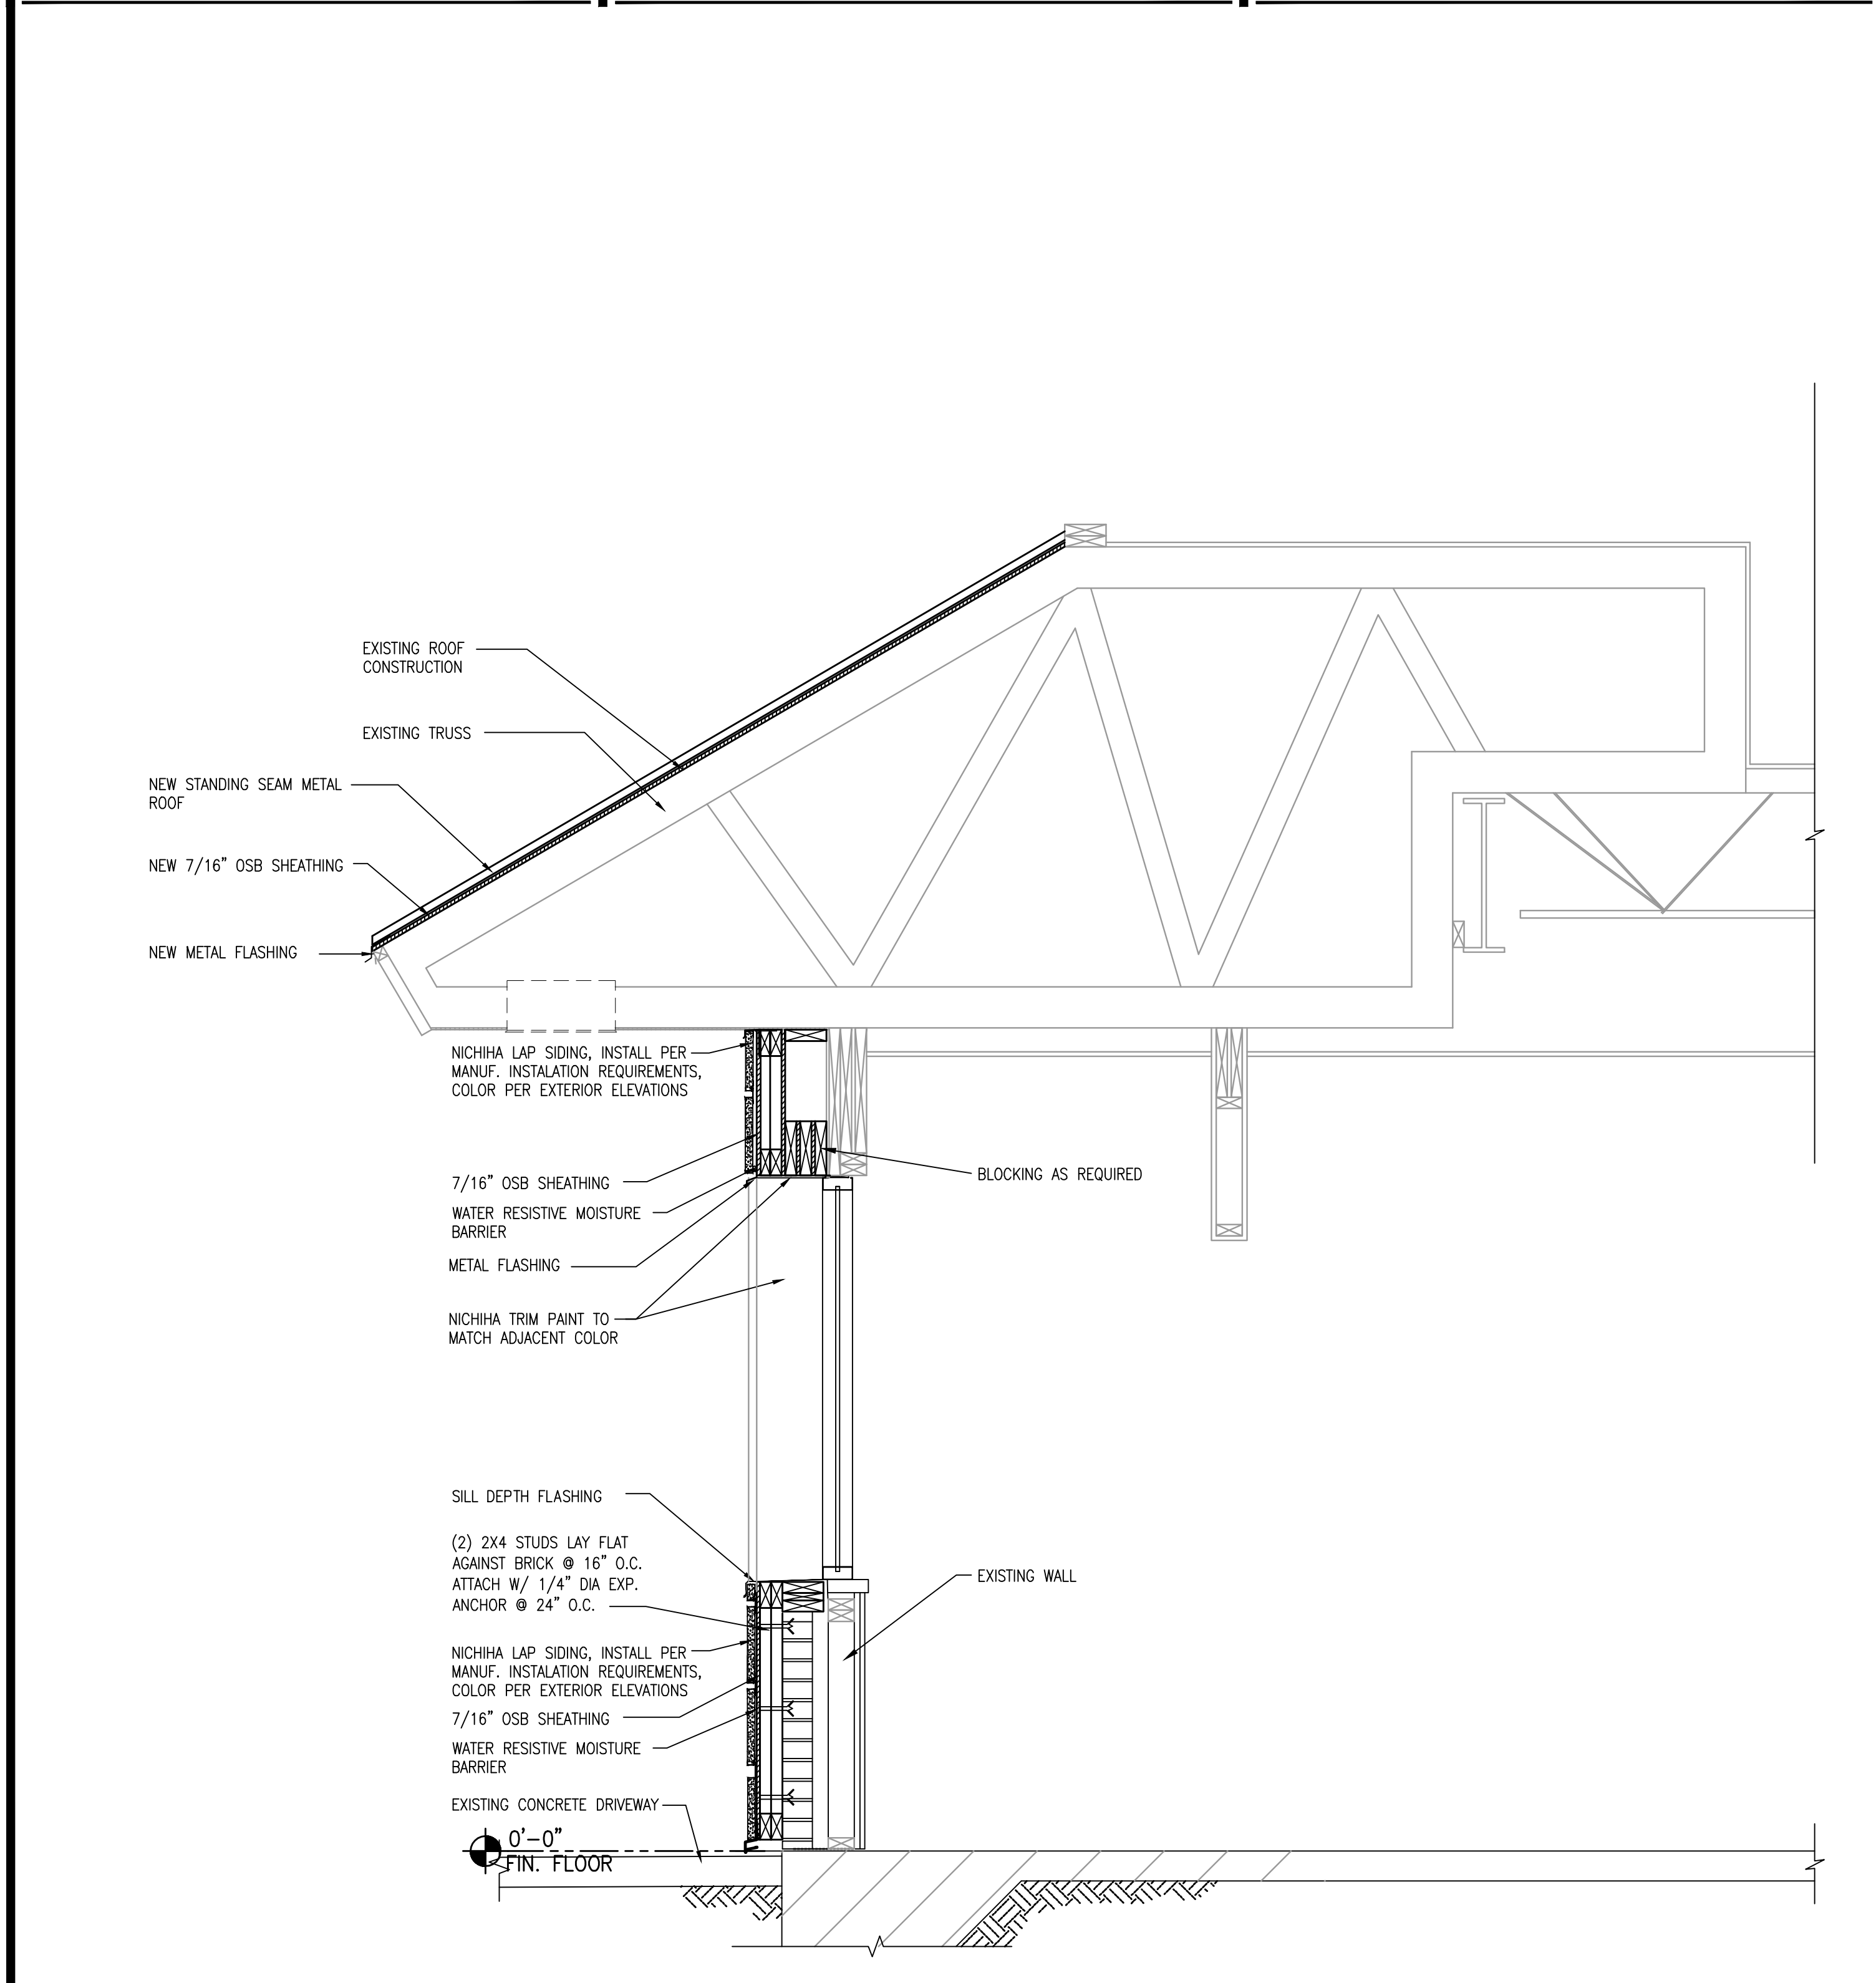 EXISTING ROOF
CONSTRUCTION
EXISTING TRUSS
NEW STANDING SEAM METAL
ROOF
NEW 7/16" OSB SHEATHING
NEW METAL FLASHING
NICHIHA LAP SIDING, INSTALL PER
MANUF. INSTALATION REQUIREMENTS,
COLOR PER EXTERIOR ELEVATIONS
7/16" OSB SHEATHING
BLOCKING AS REQUIRED
WATER RESISTIVE MOISTURE
BARRIER
METAL FLASHING
NICHIHA TRIM PAINT TO
MATCH ADJACENT COLOR
SILL DEPTH FLASHING
(2) 2X4 STUDS LAY FLAT
AGAINST BRICK @ 16" O.C.
ATTACH W/ 1/4" DIA EXP.
ANCHOR @ 24" O.C.
EXISTING WALL
NICHIHA LAP SIDING, INSTALL PER
MANUF. INSTALATION REQUIREMENTS,
COLOR PER EXTERIOR ELEVATIONS
7/16" OSB SHEATHING
WATER RESISTIVE MOISTURE
BARRIER
EXISTING CONCRETE DRIVEWAY
0'-0"
FIN. FLOOR